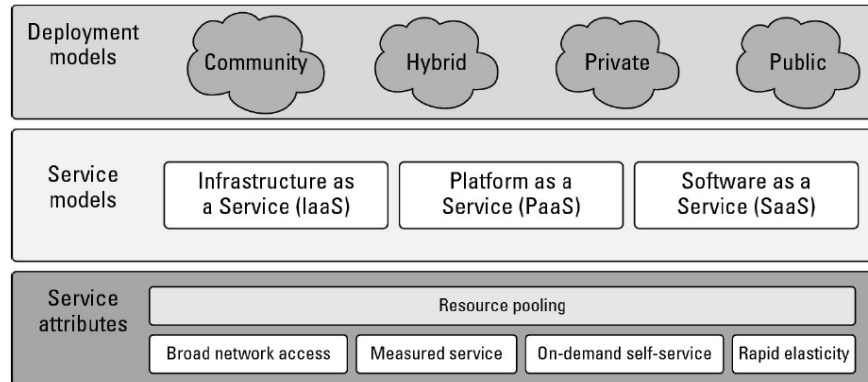 Deployment
models
Community
Hybrid
Private
Public
Service
models
Infrastructure as
a Service (IaaS)
Platform as a
Service (PaaS)
Software as a
Service (SaaS)
Service
attributes
Resource pooling
Broad network access
Measured service
On-demand self-service
Rapid elasticity